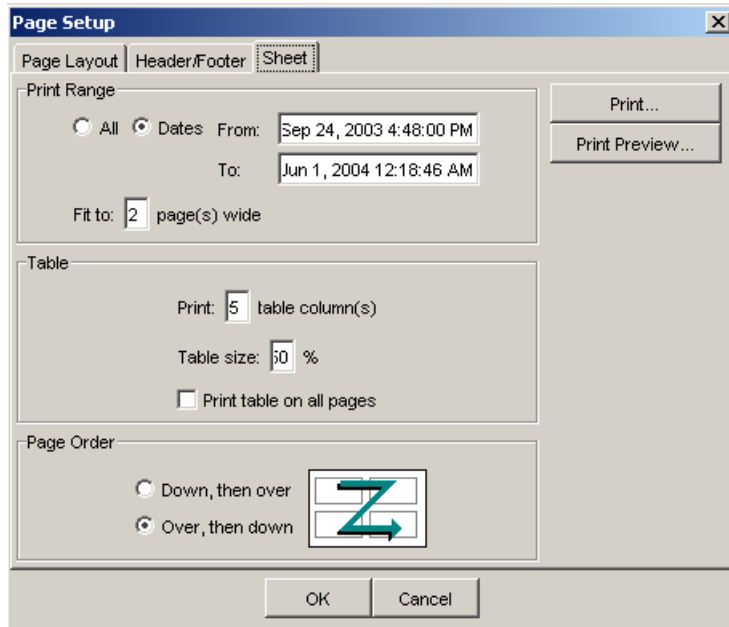 Page Setup
Page Layout Header/Footer Sheet
Print Range
All Dates From: Sep 24, 2003 4:48:00 PM
To: Jun 1, 2004 12:18:46 AM
Fit to: 2 page(s) wide
Print...
Print Preview...
Table
Print: 5 table column(s)
Table size: %
Print table on all pages
Page Order
Down, then over
Over, then down
OK Cancel